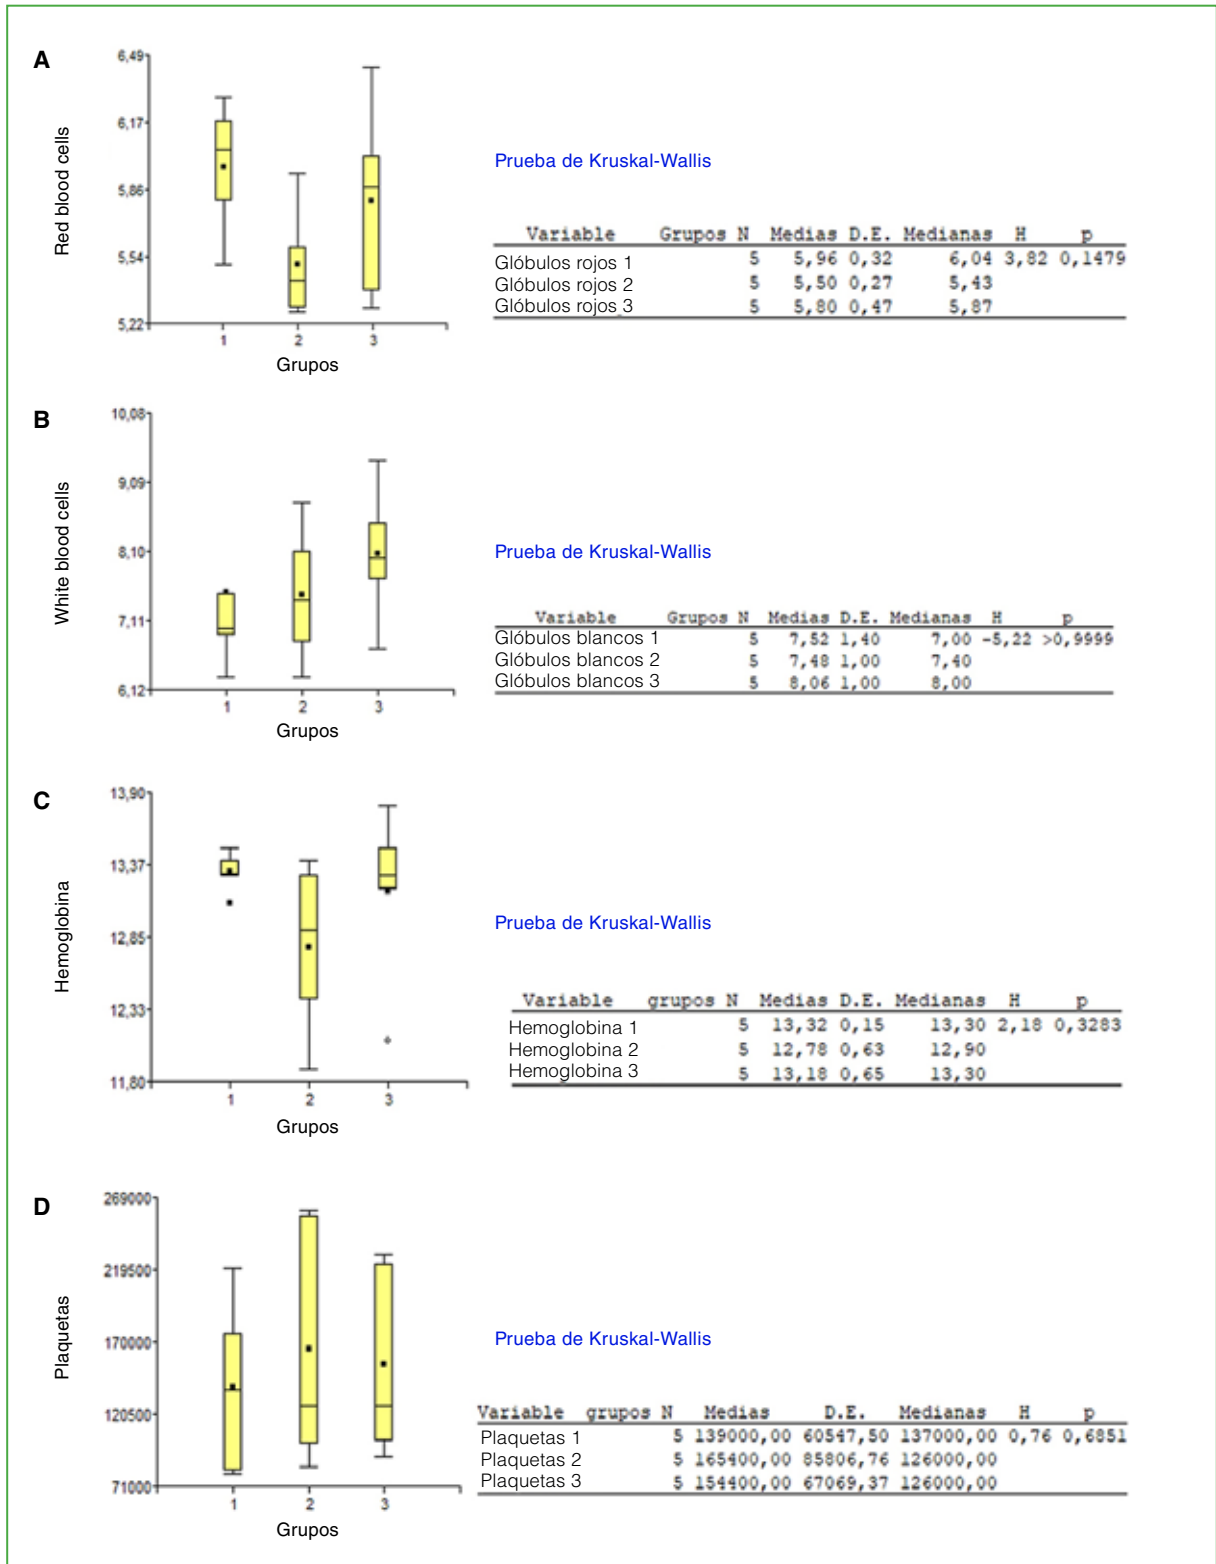 A
Red blood cells
6,49
6,17
5,86
5,54
5,22
1 2 3
Grupos
Prueba de Kruskal-Wallis
Variable Grupos N Medias D.E. Medianas H p
Glóbulos rojos 1 5 5,96 0,32 6,04 3,82 0,1479
Glóbulos rojos 2 5 5,50 0,27 5,43
Glóbulos rojos 3 5 5,80 0,47 5,87
B
White blood cells
10,08
9,09
8,10
7,11
6,12
1 2 3
Grupos
Prueba de Kruskal-Wallis
Variable Grupos N Medias D.E. Medianas H p
Glóbulos blancos 1 5 7,52 1,40 7,00 -5,22 >0,9999
Glóbulos blancos 2 5 7,48 1,00 7,40
Glóbulos blancos 3 5 8,06 1,00 8,00
C
Hemoglobina
13,90
13,37
12,85
12,33
11,80
1 2 3
Grupos
Prueba de Kruskal-Wallis
Variable grupos N Medias D.E. Medianas H p
Hemoglobina 1 5 13,32 0,15 13,30 2,18 0,3283
Hemoglobina 2 5 12,78 0,63 12,90
Hemoglobina 3 5 13,18 0,65 13,30
D
Plaquetas
269000
219500
170000
120500
71000
1 2 3
Grupos
Prueba de Kruskal-Wallis
Variable grupos N Medias D.E. Medianas H p
Plaquetas 1 5 139000,00 60547,50 137000,00 0,76 0,6851
Plaquetas 2 5 165400,00 85806,76 126000,00
Plaquetas 3 5 154400,00 67069,37 126000,00